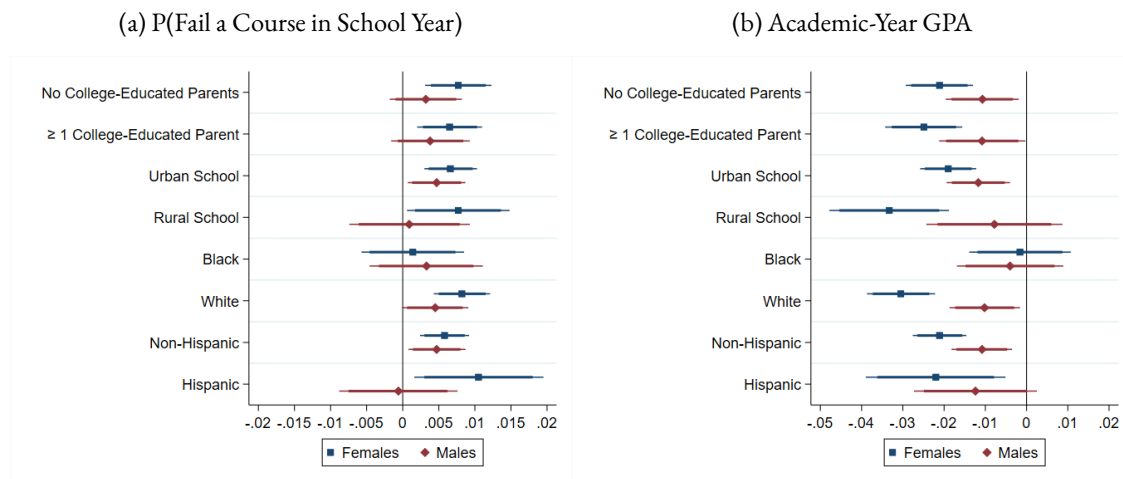 (a) P(Fail a Course in School Year)
No College-Educated Parents
≥ 1 College-Educated Parent
Urban School
Rural School
Black
White
Non-Hispanic
Hispanic
-.02 -.015 -.01 -.005 0 .005 .01 .015 .02
Females Males
(b) Academic-Year GPA
No College-Educated Parents
≥ 1 College-Educated Parent
Urban School
Rural School
Black
White
Non-Hispanic
Hispanic
-.05 -.04 -.03 -.02 -.01 0 .01 .02
Females Males